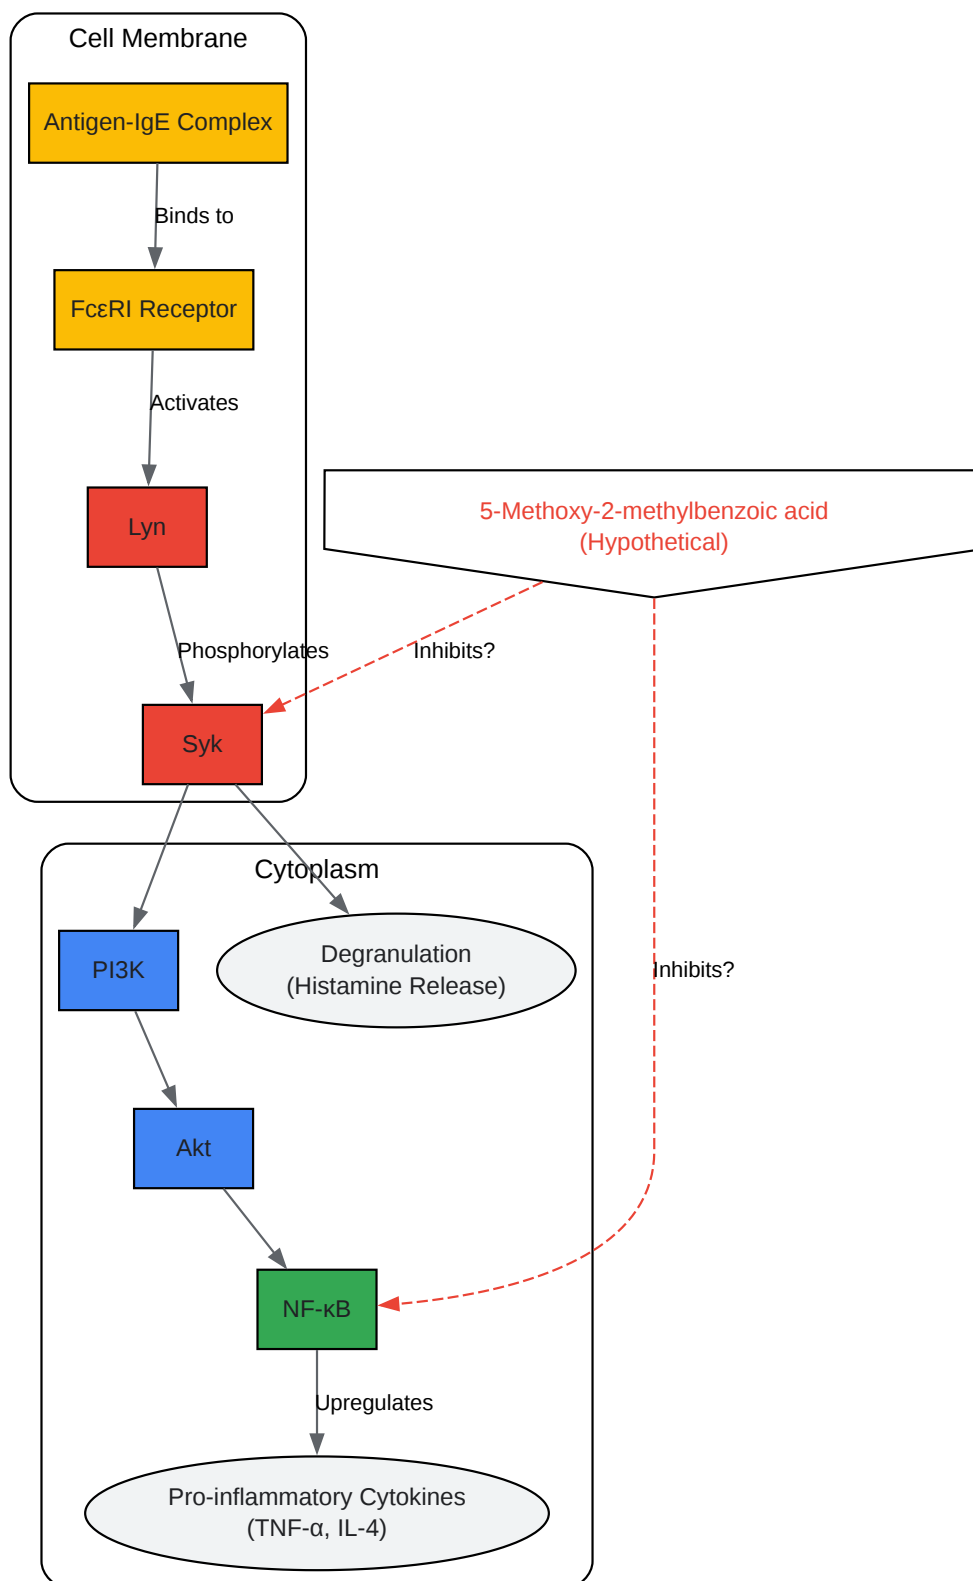 Cell Membrane
Antigen-IgE Complex
Binds to
FcεRI Receptor
Activates
Lyn
5-Methoxy-2-methylbenzoic acid
(Hypothetical)
Phosphorylates
Inhibits?
Syk
Cytoplasm
Degranulation
(Histamine Release)
PI3K
Inhibits?
Akt
NF-κB
Upregulates
Pro-inflammatory Cytokines
(TNF-α, IL-4)